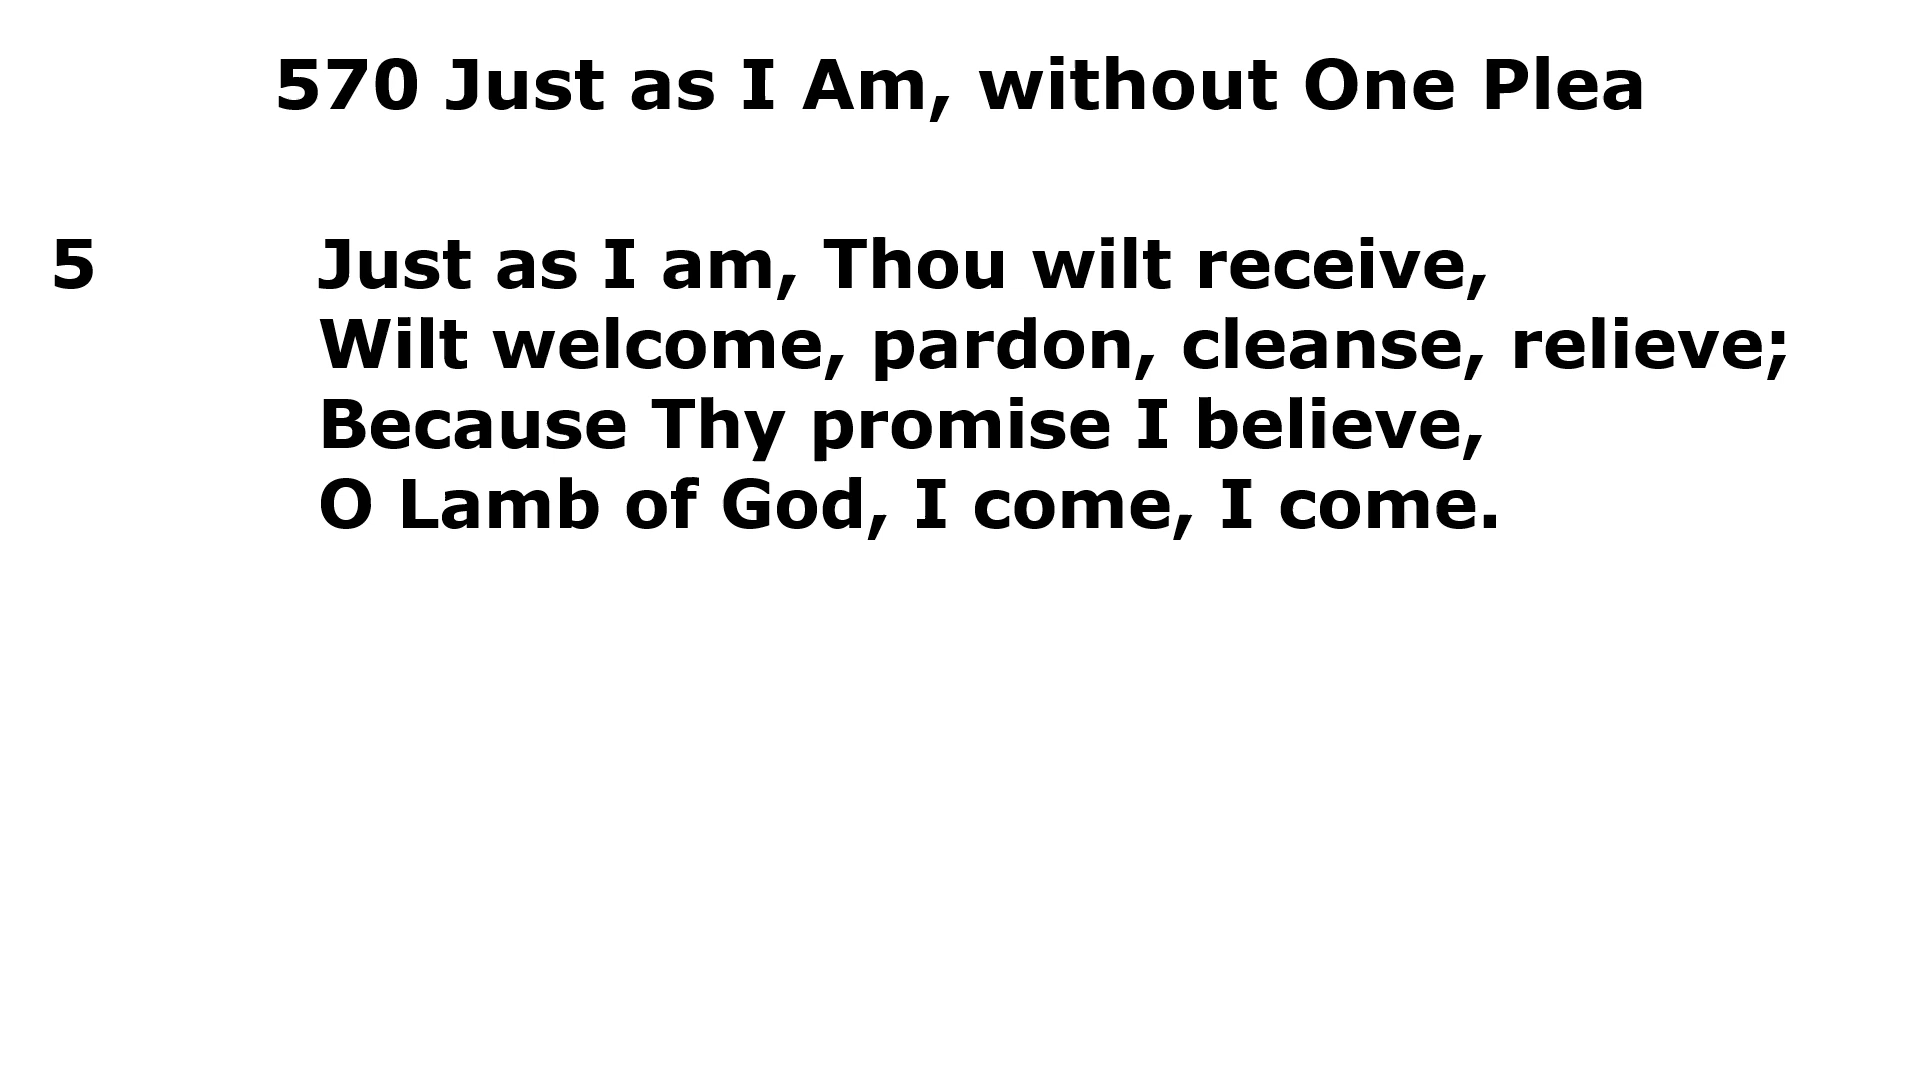 570 Just as I Am, without One Plea
5 Just as I am, Thou wilt receive,
Wilt welcome, pardon, cleanse, relieve;
Because Thy promise I believe,
O Lamb of God, I come, I come.